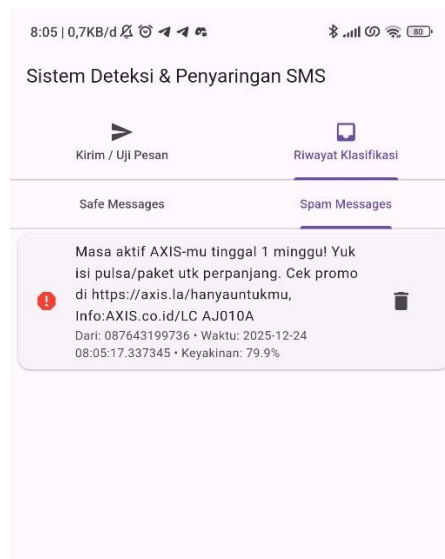 8:05 | 0,7KB/d
80
Sistem Deteksi & Penyaringan SMS
Kirim / Uji Pesan
Riwayat Klasifikasi
Safe Messages
Spam Messages
Masa aktif AXIS-mu tinggal 1 minggu! Yuk
isi pulsa/paket utk perpanjang. Cek promo
di https://axis.la/hanyauntukmu,
Info:AXIS.co.id/LC AJ010A
Dari: 087643199736 • Waktu: 2025-12-24
08:05:17.337345 • Keyakinan: 79.9%